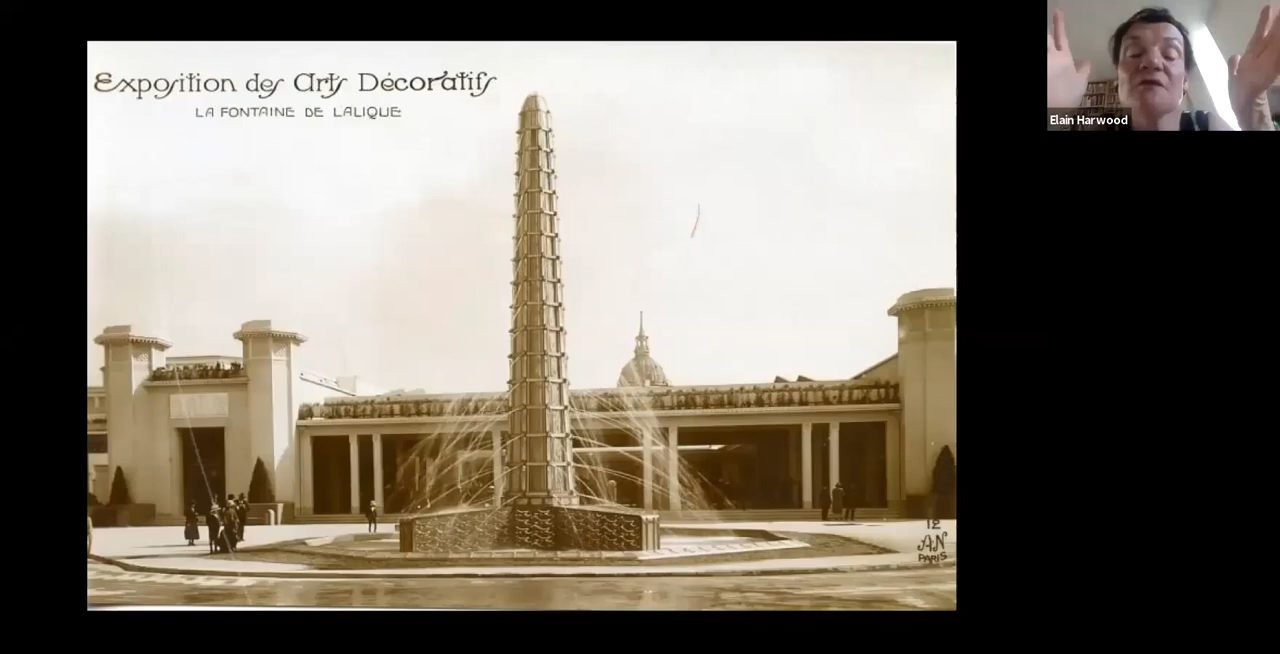 Exposition des Arts Décoratifs
LA FONTAINE DE LALIQUE
Elain Harwood
12
AN
PARIS